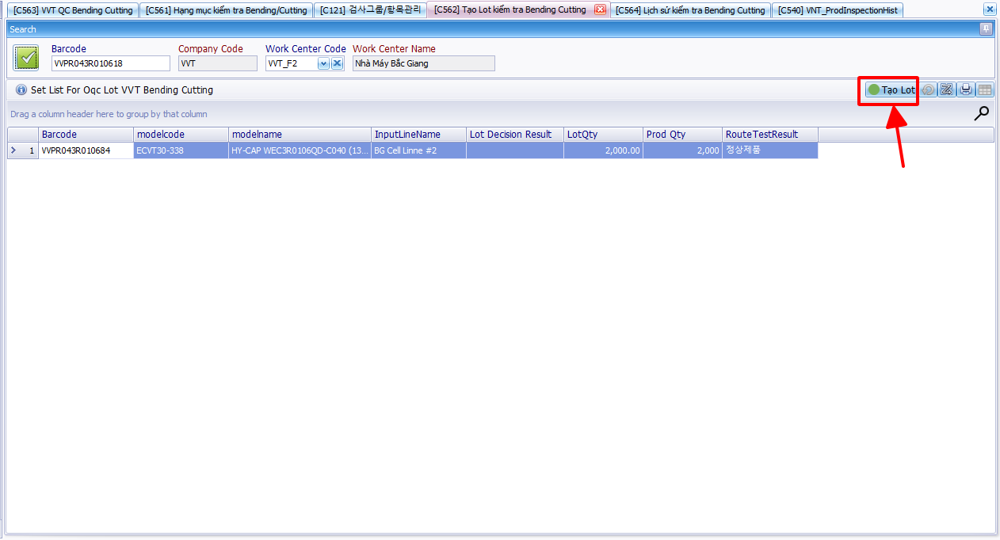 [C563] VVT QC Bending Cutting [C561] Hạng mục kiểm tra Bending/Cutting [C121] 검사그룹/항목관리 [C562] Tạo Lot kiểm tra Bending Cutting [C564] Lịch sử kiểm tra Bending Cutting [C540] VNT_ProdInspectionHist
Search
Barcode Company Code Work Center Code Work Center Name
VVPR043R010618 VVT VVT_F2 Nhà Máy Bắc Giang
Set List For Oqc Lot VVT Bending Cutting Tạo Lot
Drag a column header here to group by that column
Barcode modelcode modelname InputLineName Lot Decision Result LotQty Prod Qty RouteTestResult
1 VVPR043R010684 ECVT30-338 HY-CAP WEC3R0106QD-C040 (13... BG Cell Linne #2 2,000.00 2,000 정상제품